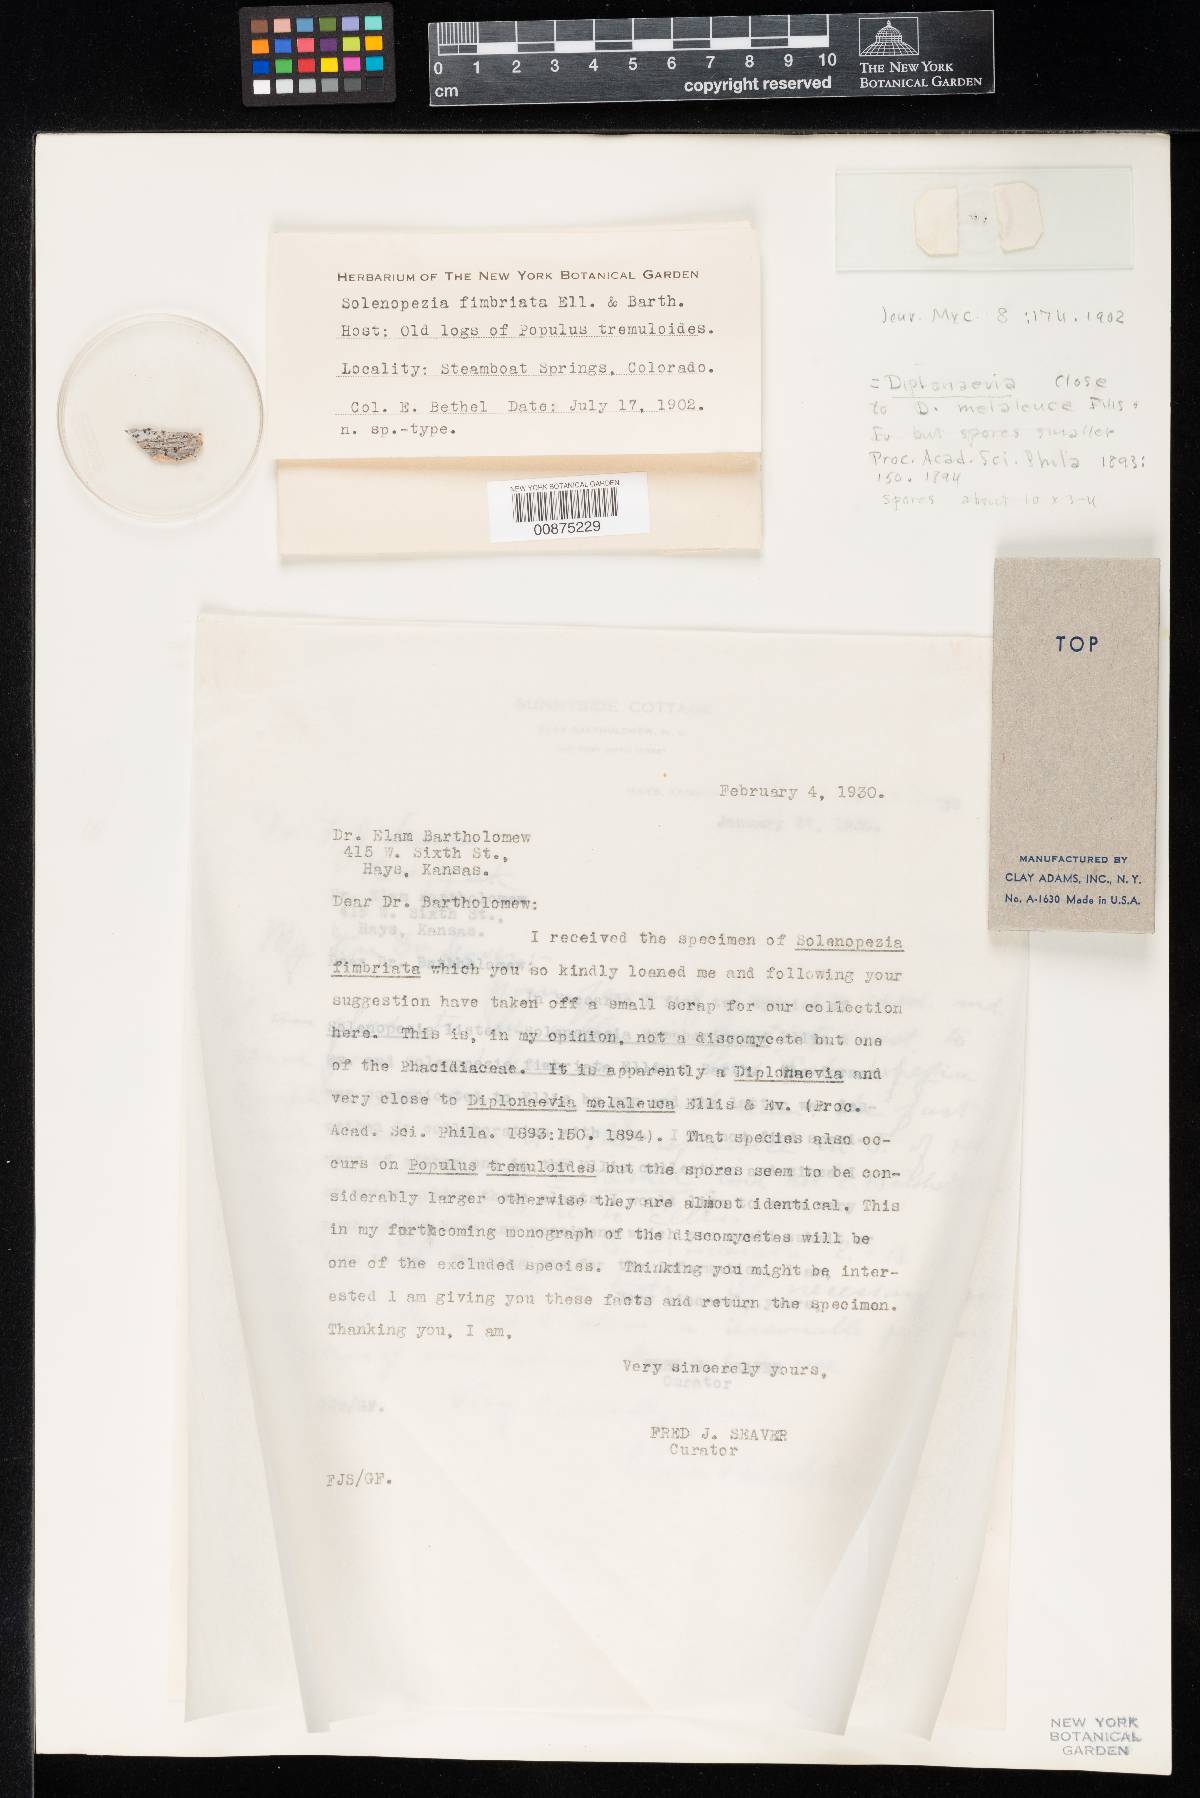 0 1 2 3 4 5 6 7 8 9 10
cm
copyright reserved
THE NEW YORK
BOTANICAL GARDEN
HERBARIUM OF THE NEW YORK BOTANICAL GARDEN
Solenopezia fimbriata Ell. & Barth.
Host: Old logs of Populus tremuloides.
Locality: Steamboat Springs, Colorado.
Col. E. Bethel Date: July 17, 1902.
n. sp.-type.
NEW YORK BOTANICAL GARDEN
00875229
Jour. Myc. 8 :174. 1902
= Diplonaevia Close
to D. melaleuca Ellis &
Ev. but spores smaller
Proc. Acad. Sci. Phila 1893:
150. 1894
spores about 10 x 3-4
TOP
MANUFACTURED BY
CLAY ADAMS, INC., N. Y.
No. A-1630 Made in U.S.A.
SUNNYSIDE COTTAGE
February 4, 1930.
Dr. Elam Bartholomew
415 W. Sixth St.,
Hays, Kansas.
Dear Dr. Bartholomew:
I received the specimen of Solenopezia
fimbriata which you so kindly loaned me and following your
suggestion have taken off a small scrap for our collection
here. This is, in my opinion, not a discomycete but one
of the Phacidiaceae. It is apparently a Diplonaevia and
very close to Diplonaevia melaleuca Ellis & Ev. (Proc.
Acad. Sci. Phila. 1893:150. 1894). That species also oc-
curs on Populus tremuloides but the spores seem to be con-
siderably larger otherwise they are almost identical. This
in my forthcoming monograph of the discomycetes will be
one of the excluded species. Thinking you might be inter-
ested I am giving you these facts and return the specimen.
Thanking you, I am,
Very sincerely yours,
FRED J. SEAVER
Curator
FJS/GF.
NEW YORK
BOTANICAL
GARDEN